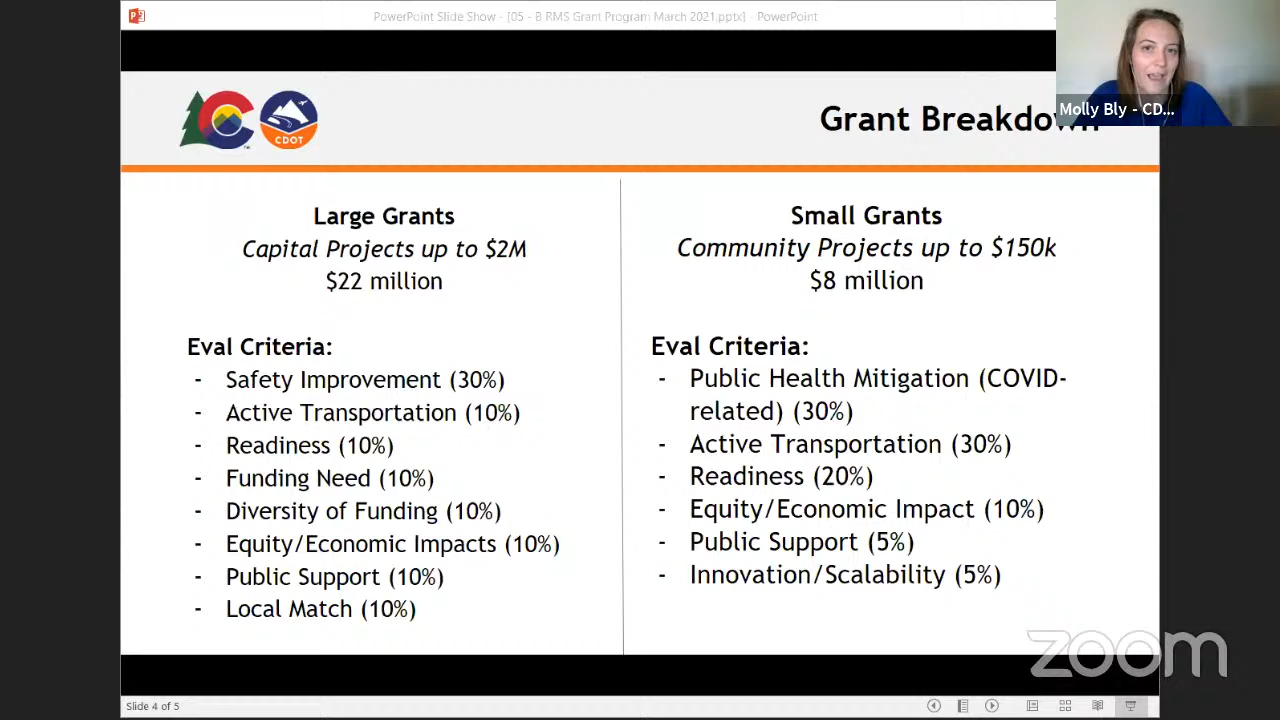 PowerPoint Slide Show - [05 - B RMS Grant Program March 2021.pptx] - PowerPoint
Molly Bly - CD...
CDOT
Grant Breakdown
Large Grants
Capital Projects up to $2M
$22 million
Eval Criteria:
- Safety Improvement (30%)
- Active Transportation (10%)
- Readiness (10%)
- Funding Need (10%)
- Diversity of Funding (10%)
- Equity/Economic Impacts (10%)
- Public Support (10%)
- Local Match (10%)
Small Grants
Community Projects up to $150k
$8 million
Eval Criteria:
- Public Health Mitigation (COVID-
related) (30%)
- Active Transportation (30%)
- Readiness (20%)
- Equity/Economic Impact (10%)
- Public Support (5%)
- Innovation/Scalability (5%)
zoom
Slide 4 of 5